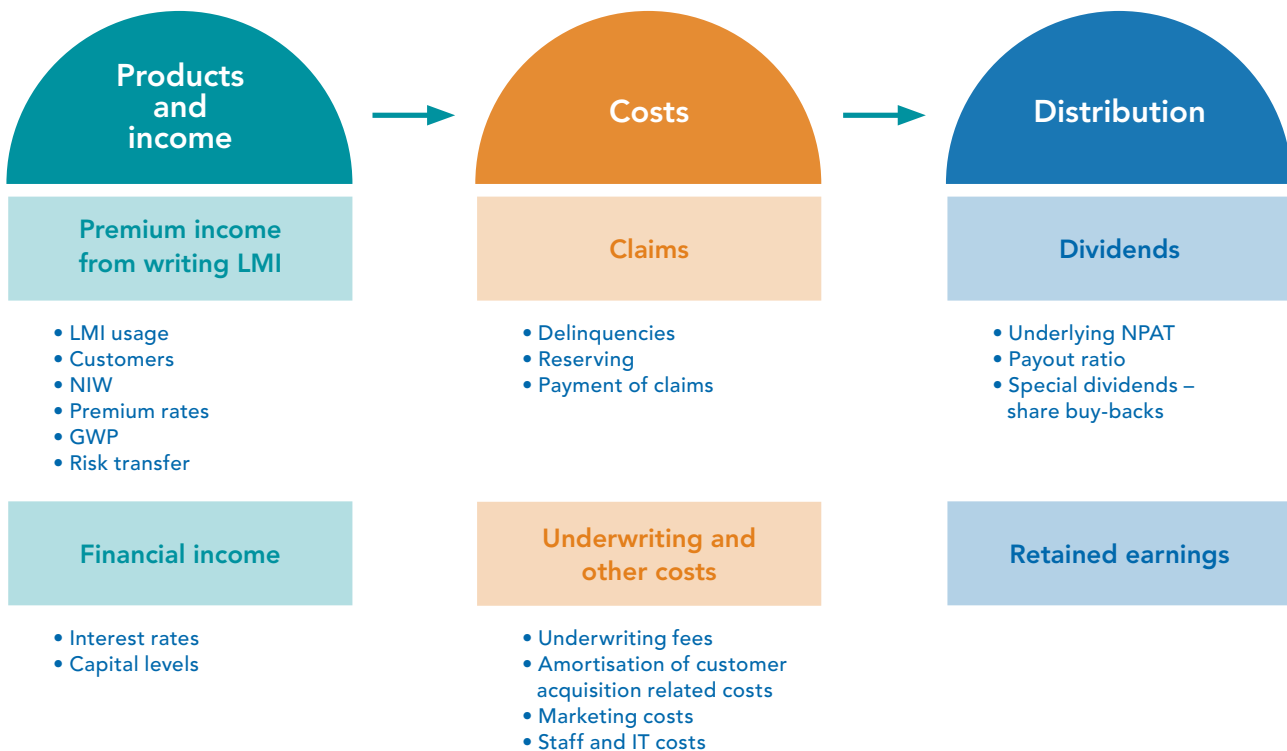 Products
and
income
Costs
Distribution
Premium income
from writing LMI
Claims
Dividends
• LMI usage
• Customers
• NIW
• Premium rates
• GWP
• Risk transfer
• Delinquencies
• Reserving
• Payment of claims
• Underlying NPAT
• Payout ratio
• Special dividends –
share buy-backs
Financial income
Underwriting and
other costs
Retained earnings
• Interest rates
• Capital levels
• Underwriting fees
• Amortisation of customer
acquisition related costs
• Marketing costs
• Staff and IT costs